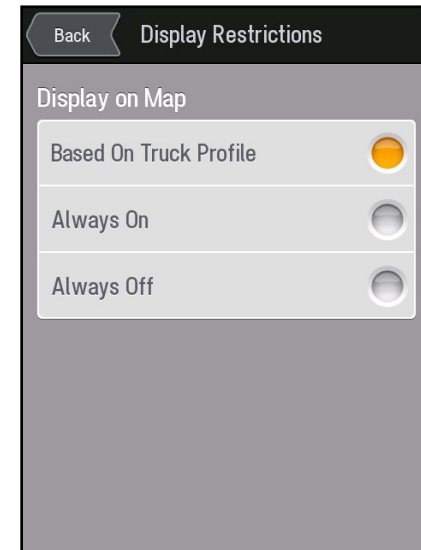 Back Display Restrictions
Display on Map
Based On Truck Profile
Always On
Always Off